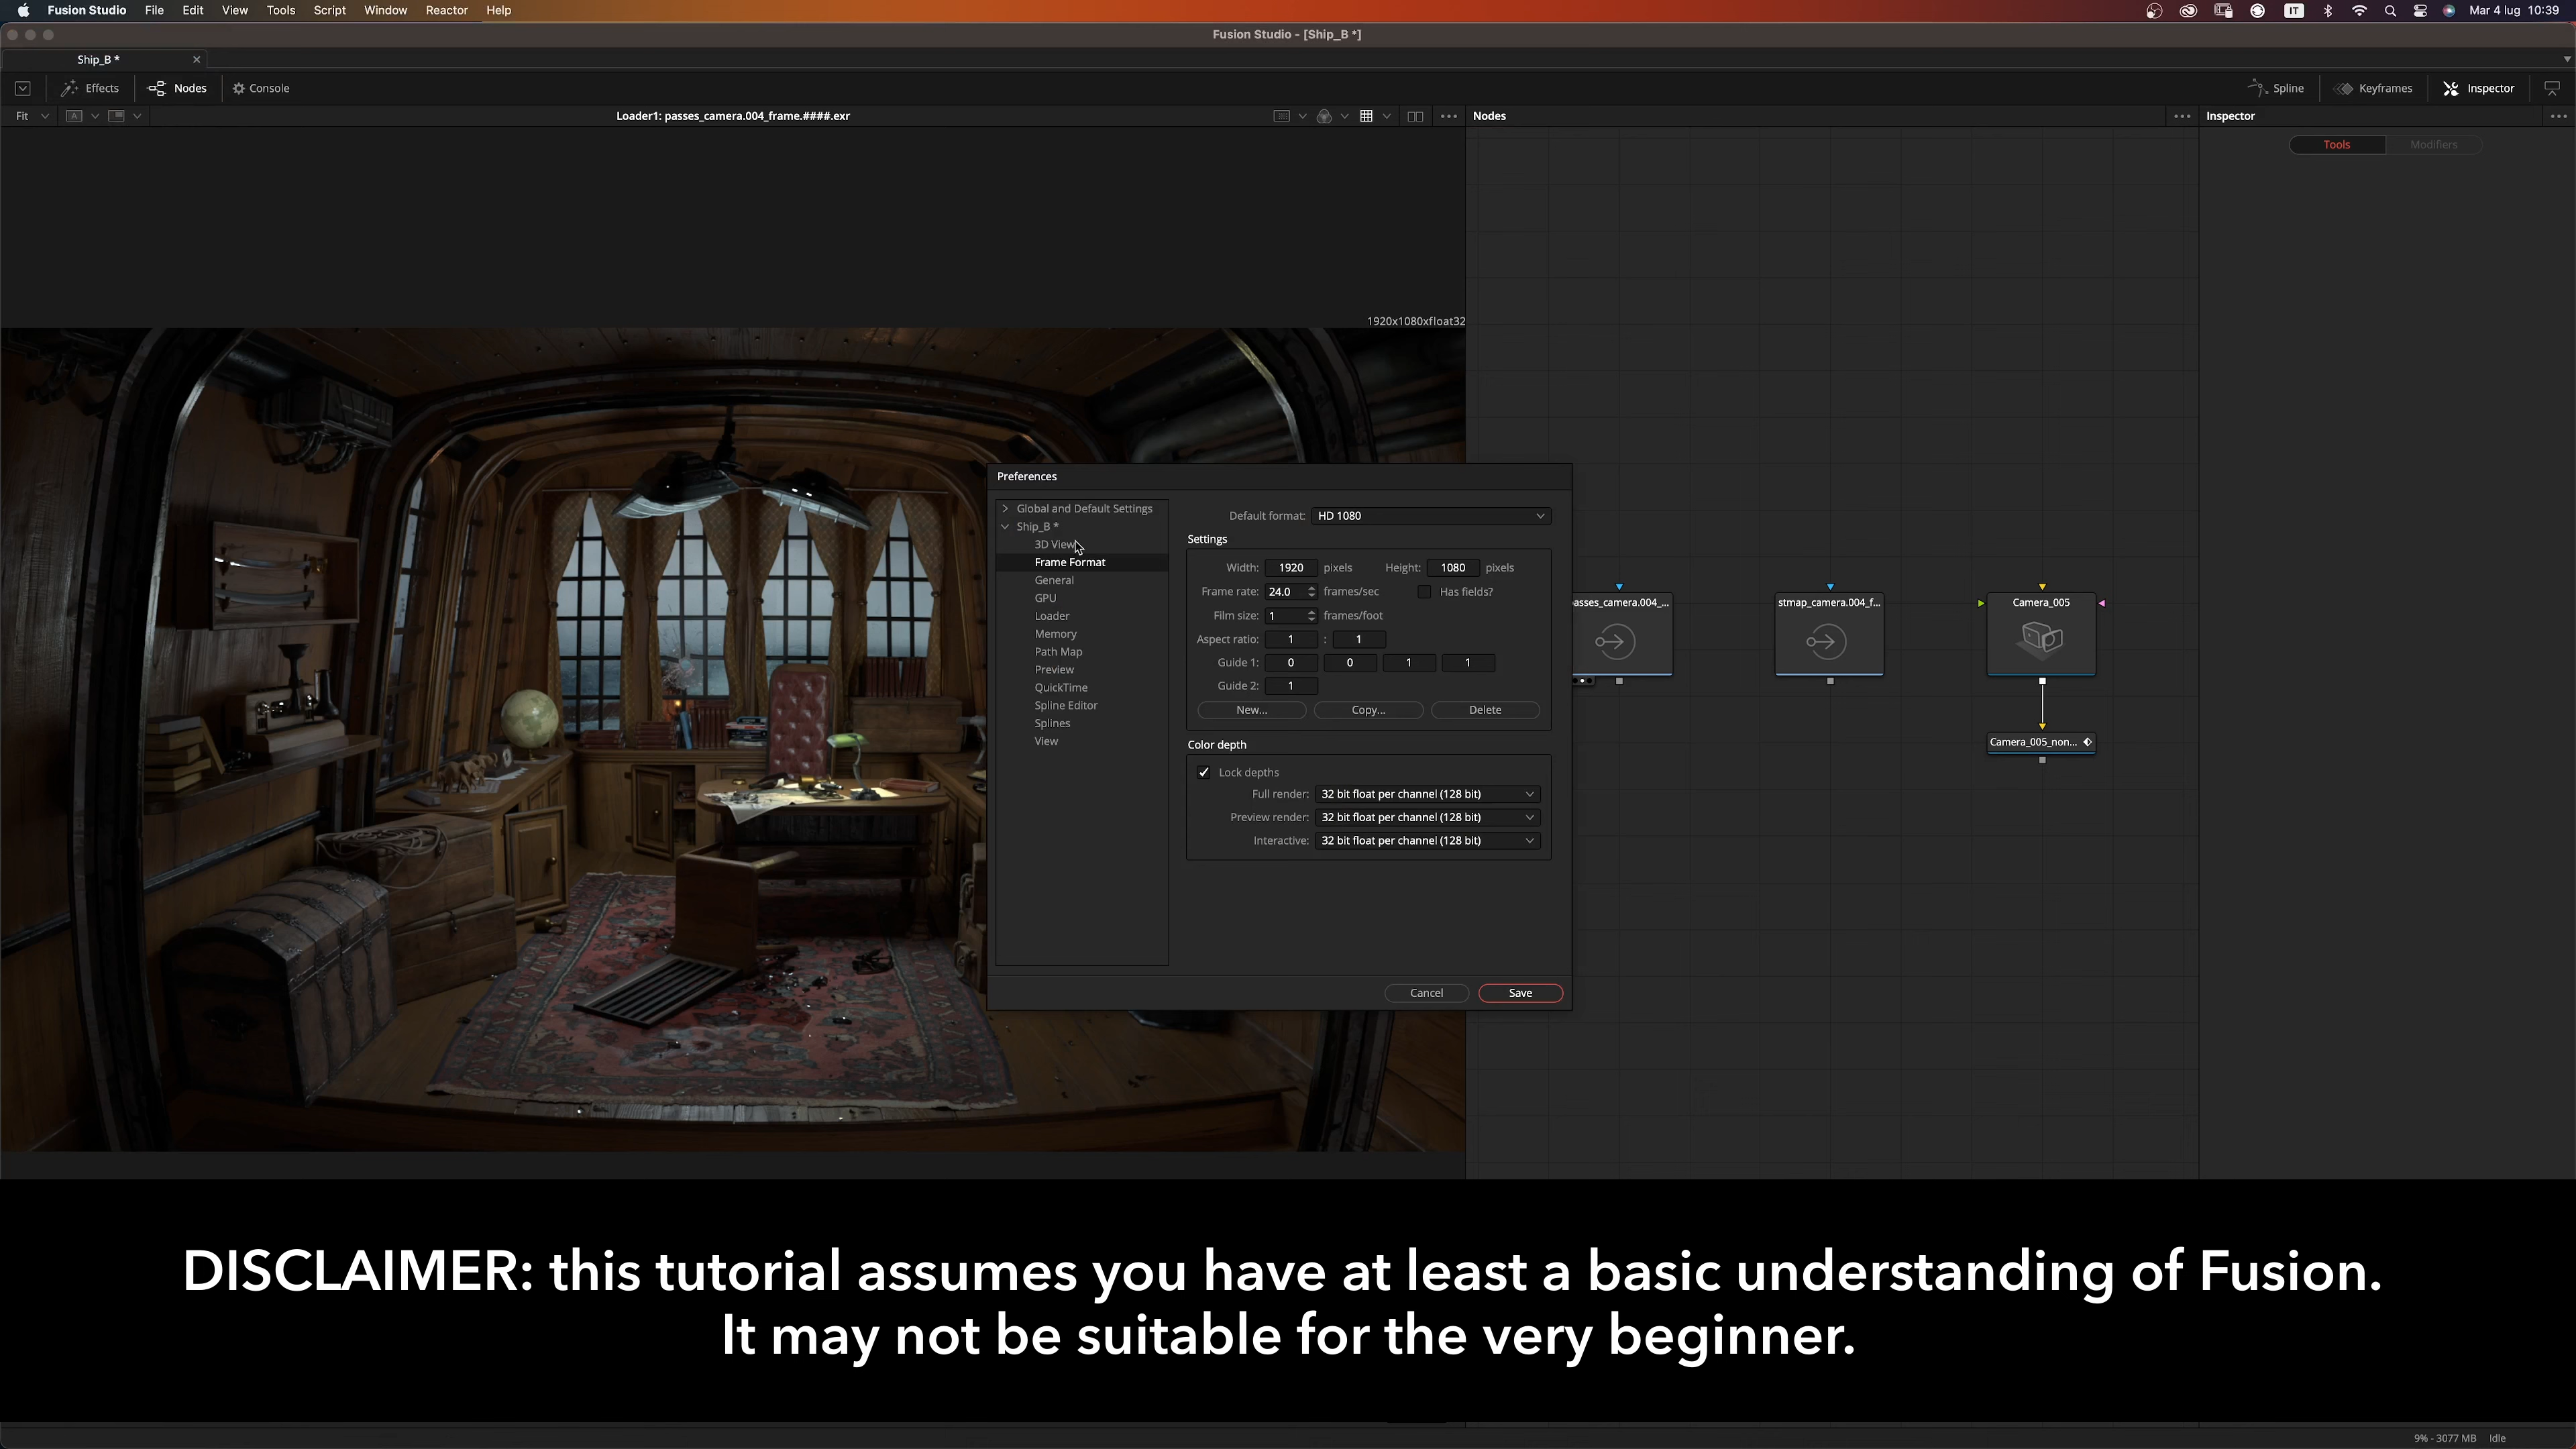 Fusion Studio File Edit View Tools Script Window Reactor Help IT Mar 4 lug 10:39
Fusion Studio - [Ship_B *]
Ship_B *
Effects Nodes Console Spline Keyframes Inspector
Fit A Loader1: passes_camera.004_frame.####.exr Nodes Inspector
Tools Modifiers
1920x1080xfloat32
Preferences
Global and Default Settings
Ship_B *
3D View
Frame Format
General
GPU
Loader
Memory
Path Map
Preview
QuickTime
Spline Editor
Splines
View
Default format: HD 1080
Settings
Width: 1920 pixels Height: 1080 pixels
Frame rate: 24.0 frames/sec Has fields?
Film size: 1 frames/foot
Aspect ratio: 1 : 1
Guide 1: 0 0 1 1
Guide 2: 1
New... Copy... Delete
Color depth
Lock depths
Full render: 32 bit float per channel (128 bit)
Preview render: 32 bit float per channel (128 bit)
Interactive: 32 bit float per channel (128 bit)
Cancel Save
asses_camera.004_... stmap_camera.004_f... Camera_005
Camera_005_non...
DISCLAIMER: this tutorial assumes you have at least a basic understanding of Fusion.
It may not be suitable for the very beginner.
9% - 3077 MB Idle